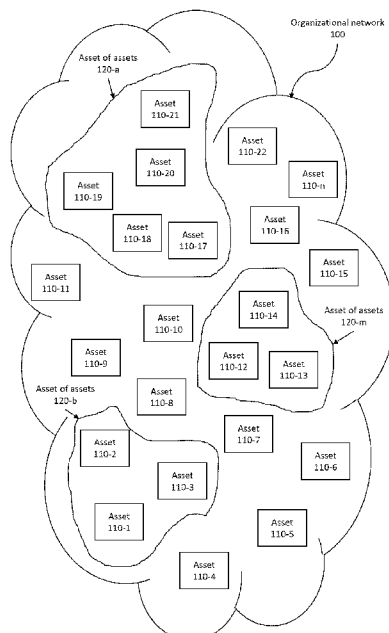 Organizational network
100
Asset of assets
120-a
Asset
110-21
Asset
110-22
Asset
110-20
Asset
110-n
Asset
110-19
Asset
110-18
Asset
110-17
Asset
110-16
Asset
110-15
Asset
110-11
Asset
110-14
Asset
110-10
Asset of assets
120-m
Asset
110-9
Asset
110-12
Asset
110-13
Asset of assets
120-b
Asset
110-8
Asset
110-7
Asset
110-2
Asset
110-6
Asset
110-3
Asset
110-1
Asset
110-5
Asset
110-4